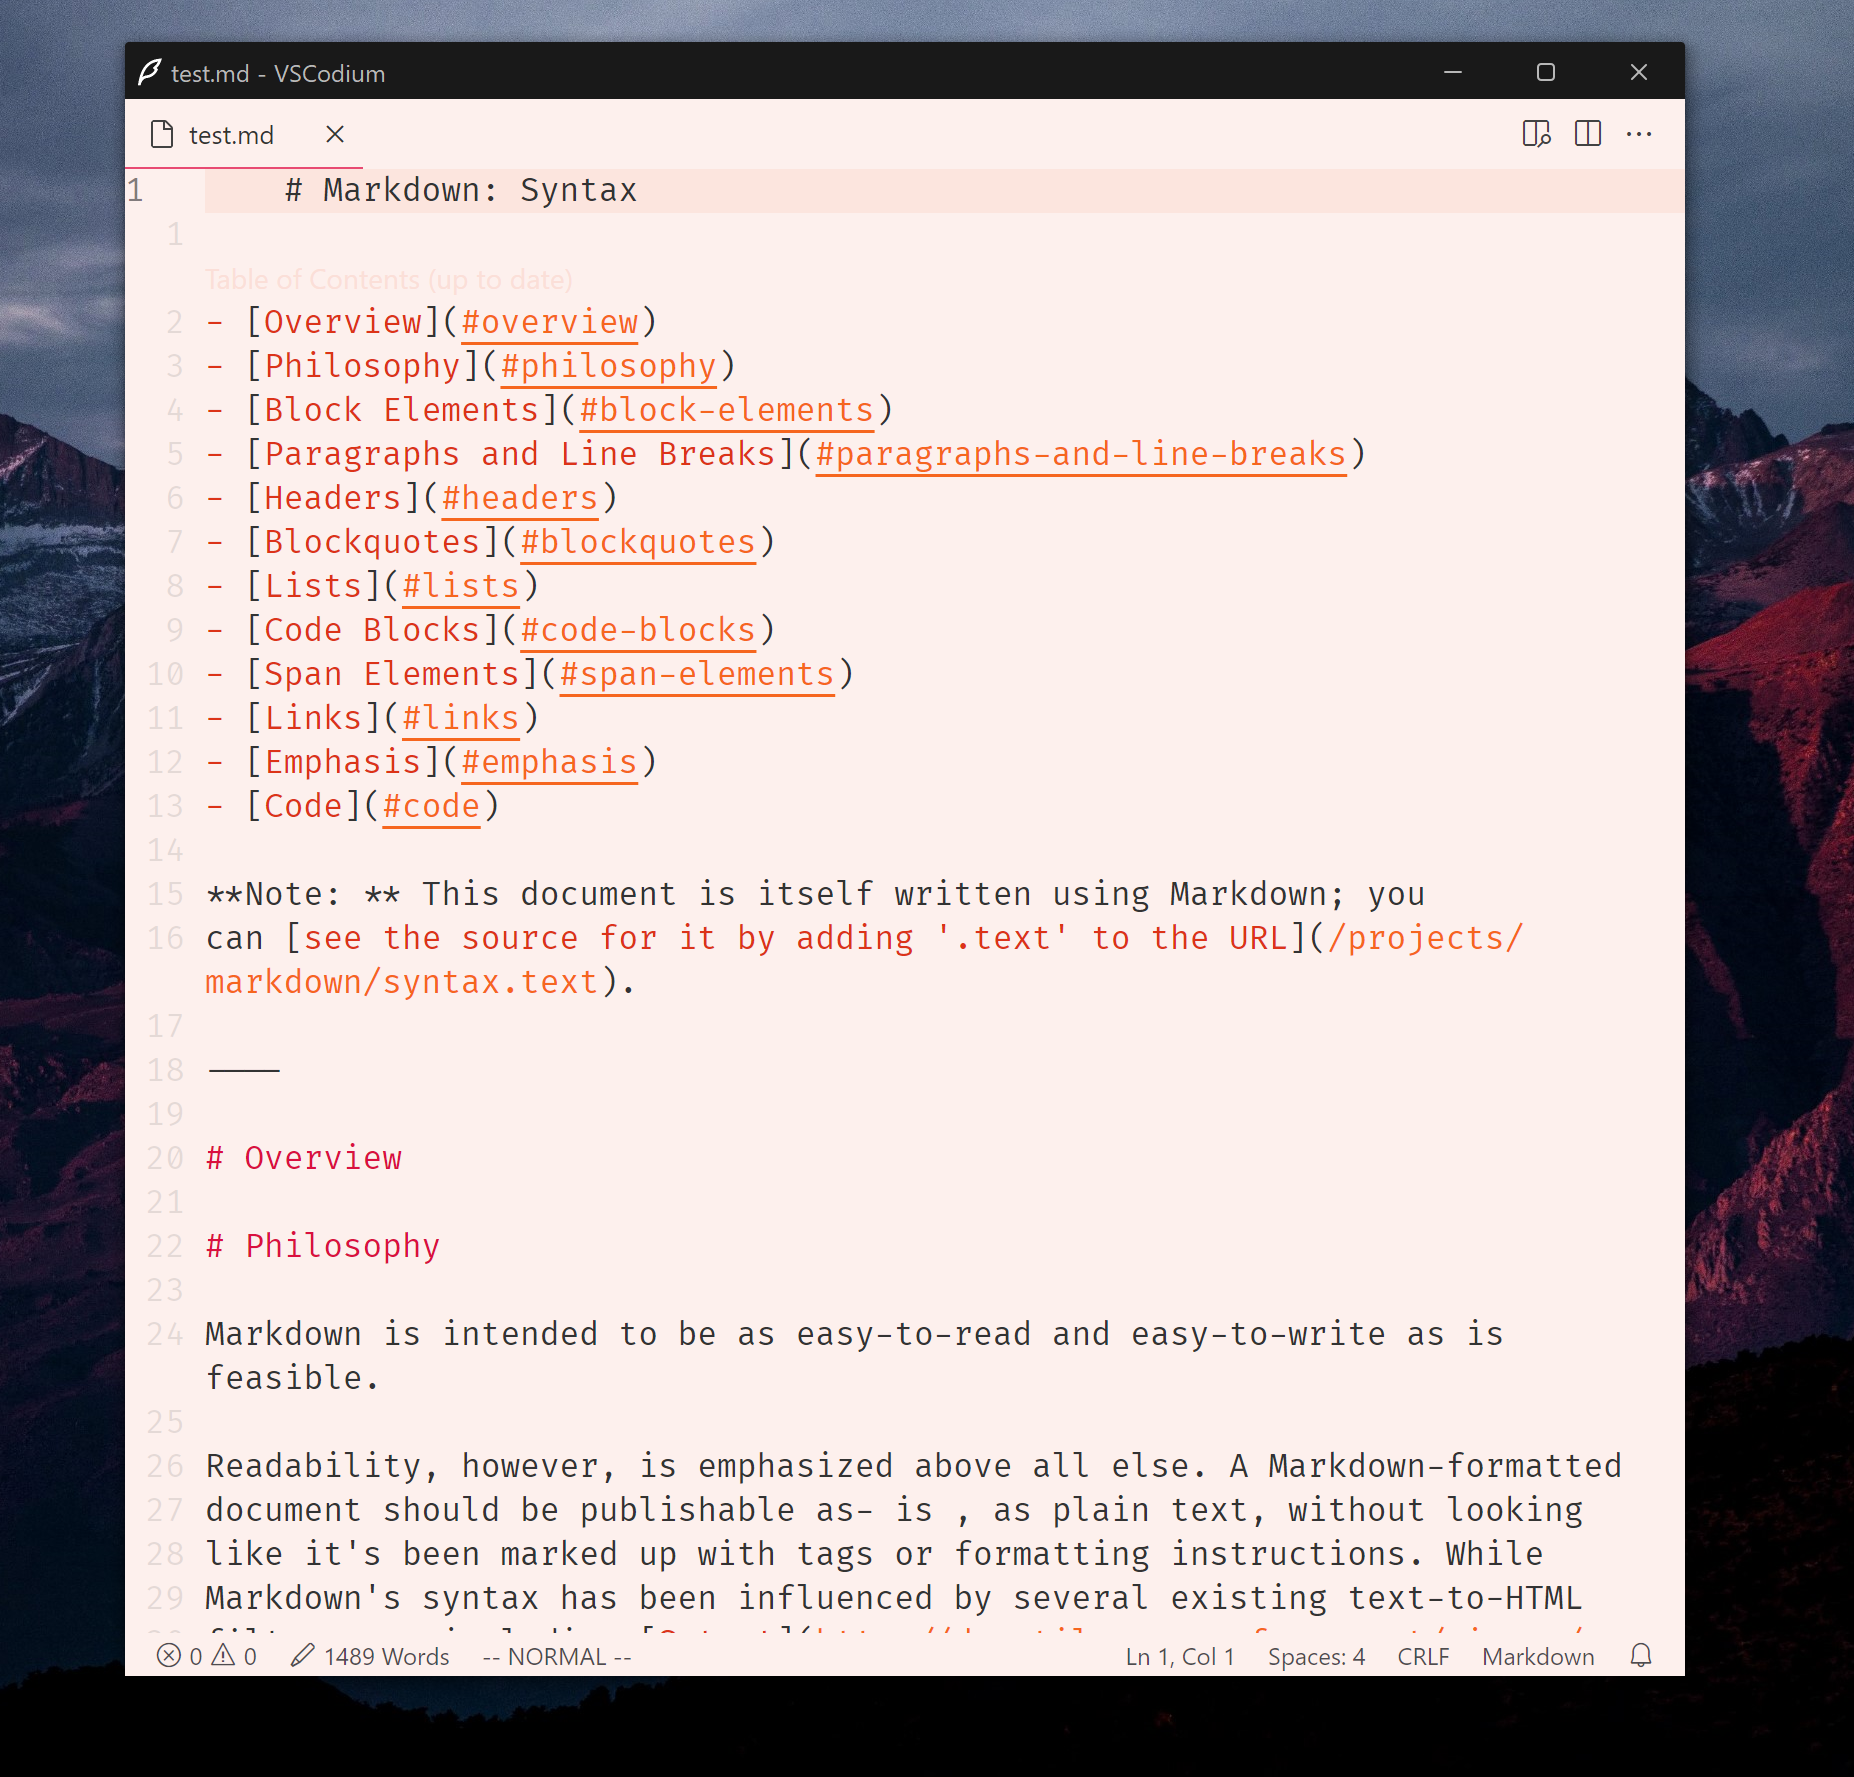 test.md - VSCodium
test.md
1 # Markdown: Syntax
1
Table of Contents (up to date)
2 - [Overview](#overview)
3 - [Philosophy](#philosophy)
4 - [Block Elements](#block-elements)
5 - [Paragraphs and Line Breaks](#paragraphs-and-line-breaks)
6 - [Headers](#headers)
7 - [Blockquotes](#blockquotes)
8 - [Lists](#lists)
9 - [Code Blocks](#code-blocks)
10 - [Span Elements](#span-elements)
11 - [Links](#links)
12 - [Emphasis](#emphasis)
13 - [Code](#code)
14
15 **Note: ** This document is itself written using Markdown; you
16 can [see the source for it by adding '.text' to the URL](/projects/
markdown/syntax.text).
17
18 ----
19
20 # Overview
21
22 # Philosophy
23
24 Markdown is intended to be as easy-to-read and easy-to-write as is
feasible.
25
26 Readability, however, is emphasized above all else. A Markdown-formatted
27 document should be publishable as- is , as plain text, without looking
28 like it's been marked up with tags or formatting instructions. While
29 Markdown's syntax has been influenced by several existing text-to-HTML
0 0 1489 Words -- NORMAL -- Ln 1, Col 1 Spaces: 4 CRLF Markdown